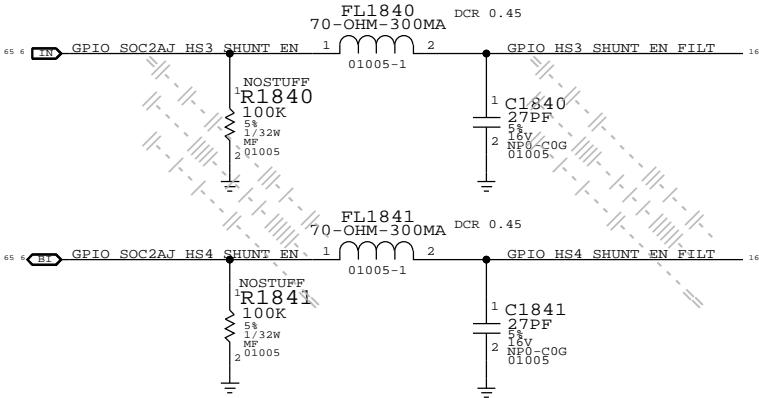 FL1840
70-OHM-300MA
DCR 0.45
65 6 IN GPIO SOC2AJ HS3 SHUNT EN 1 2 GPIO HS3 SHUNT EN FILT 16
01005-1
NOSTUFF
1
R1840
100K
5%
1/32W
MF
2 01005
1 C1840
27PF
5%
16V
2 NP0-C0G
01005
FL1841
70-OHM-300MA
DCR 0.45
65 6 BI GPIO SOC2AJ HS4 SHUNT EN 1 2 GPIO HS4 SHUNT EN FILT 16
01005-1
NOSTUFF
1
R1841
100K
5%
1/32W
MF
2 01005
1 C1841
27PF
5%
16V
2 NP0-C0G
01005